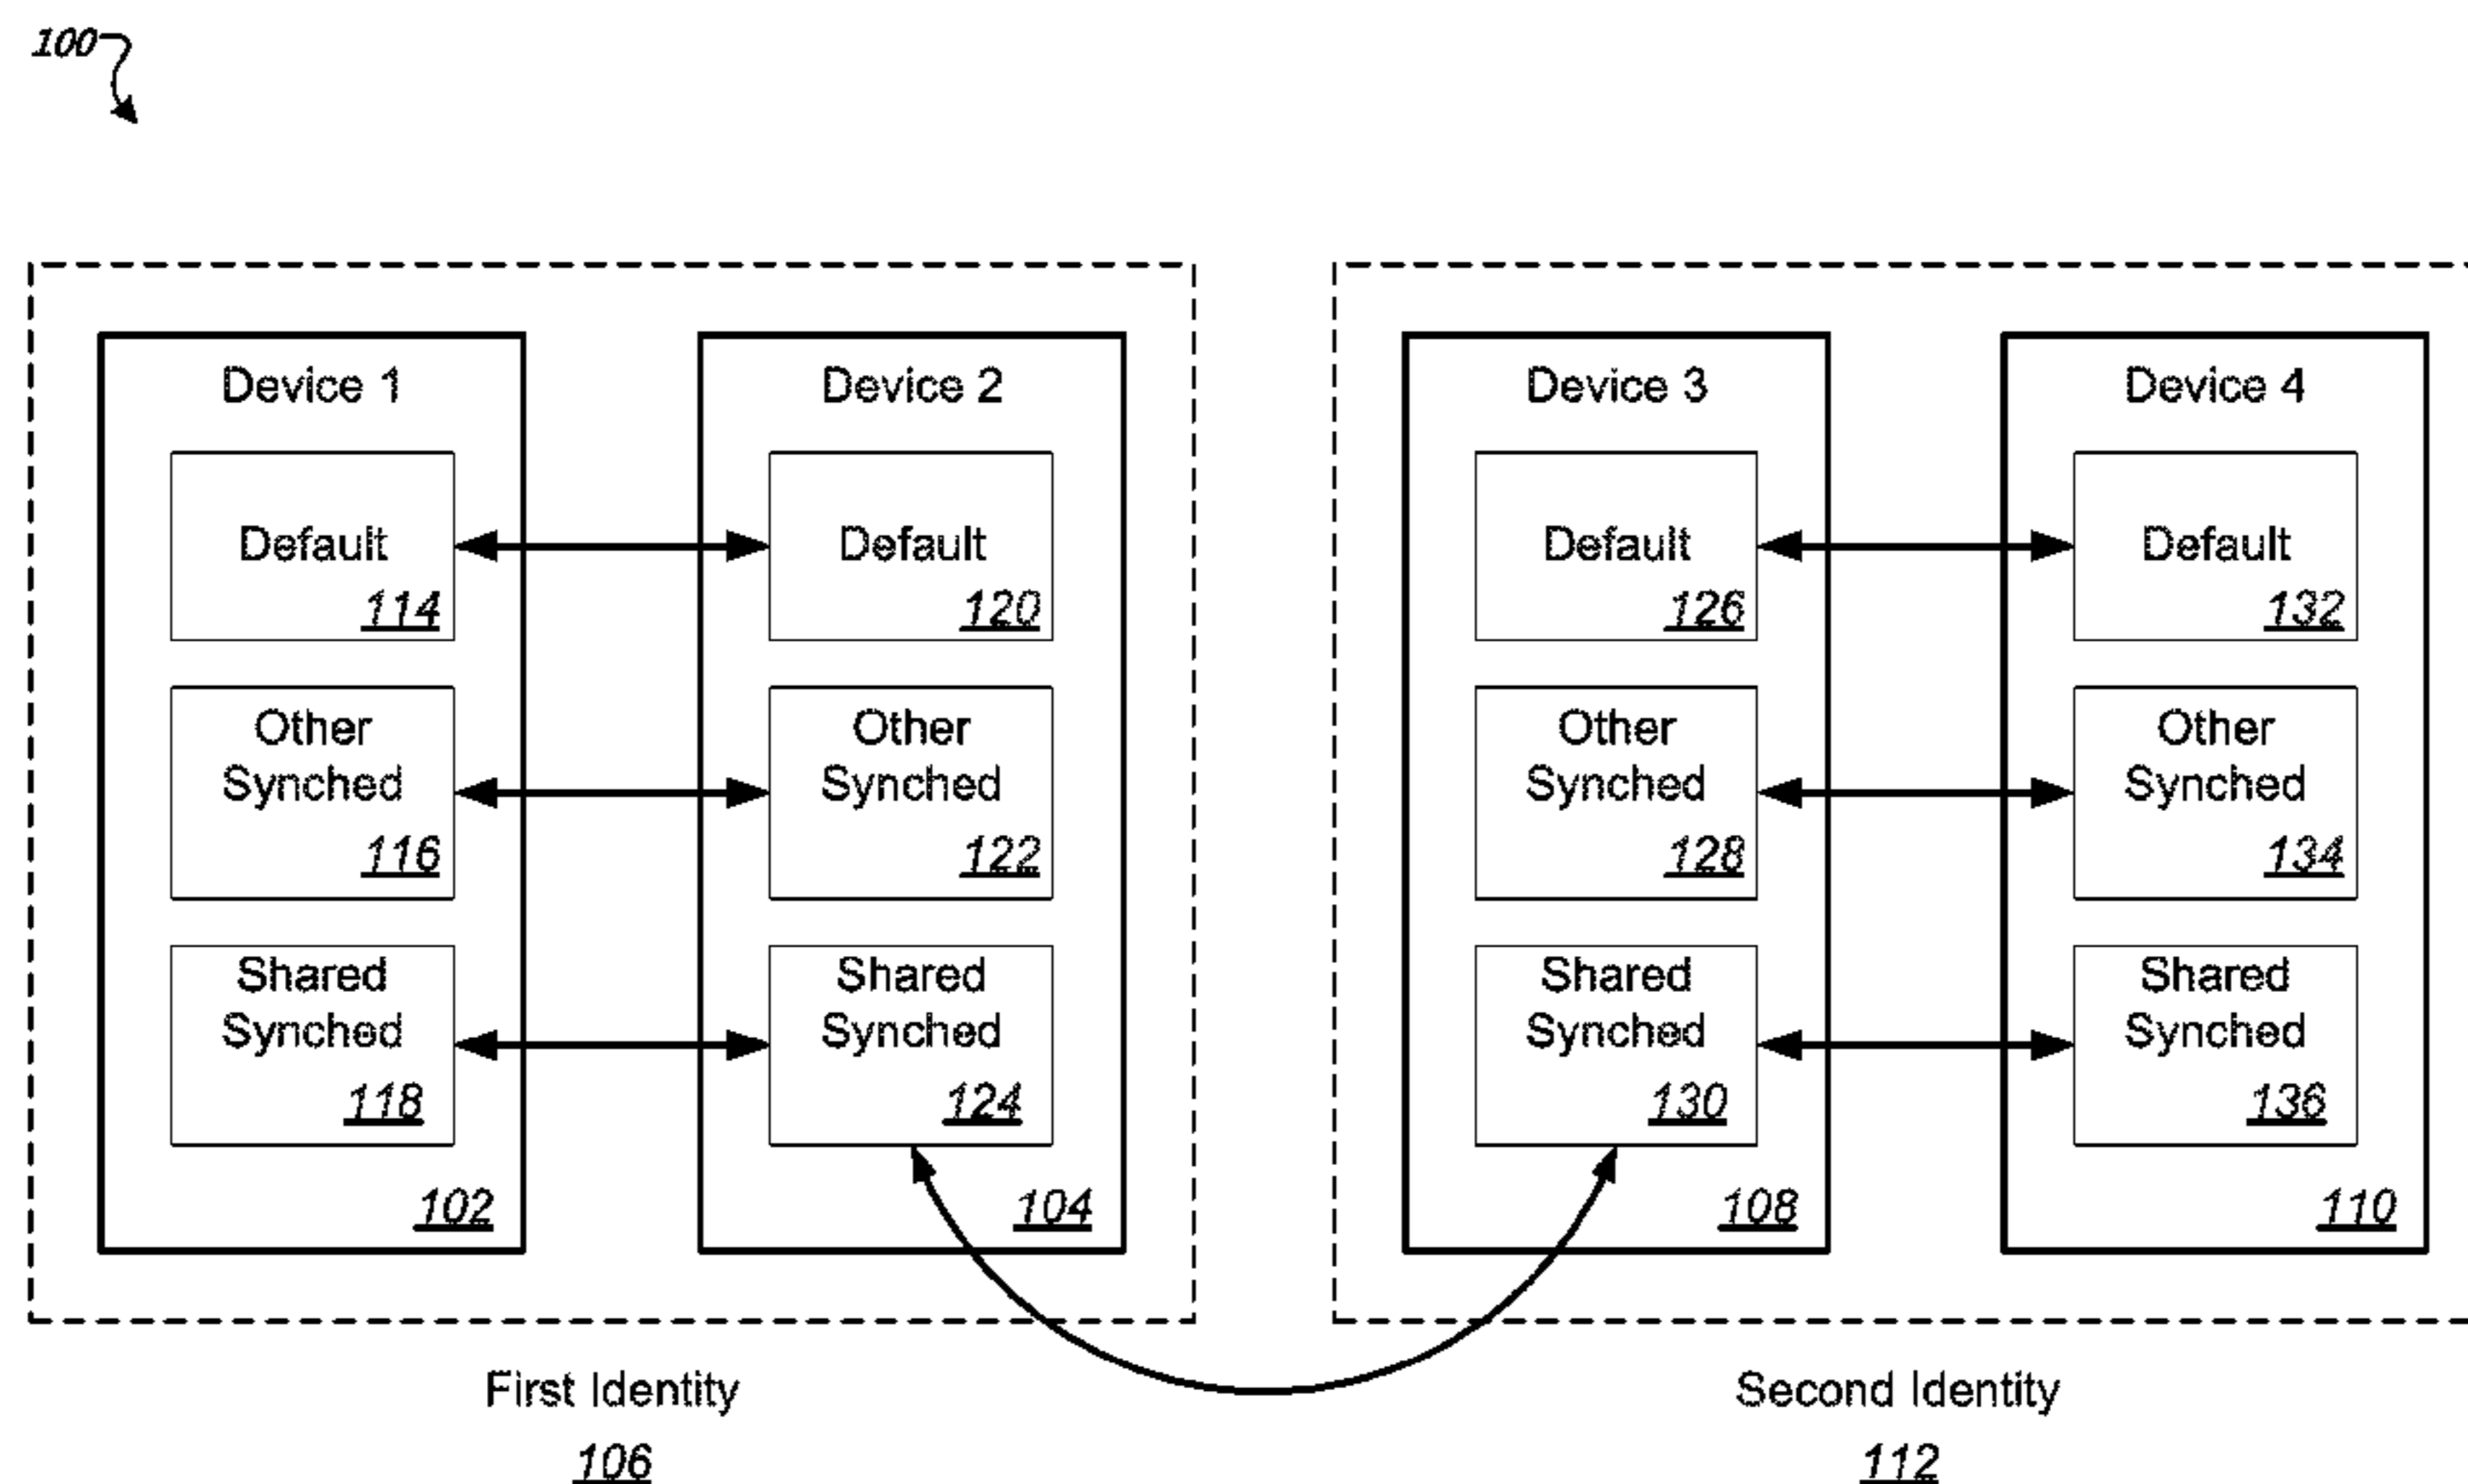 100
Device 1
Default
114
Other
Synched
116
Shared
Synched
118
102
Device 2
Default
120
Other
Synched
122
Shared
Synched
124
104
First Identity
106
Device 3
Default
126
Other
Synched
128
Shared
Synched
130
108
Device 4
Default
132
Other
Synched
134
Shared
Synched
136
110
Second Identity
112